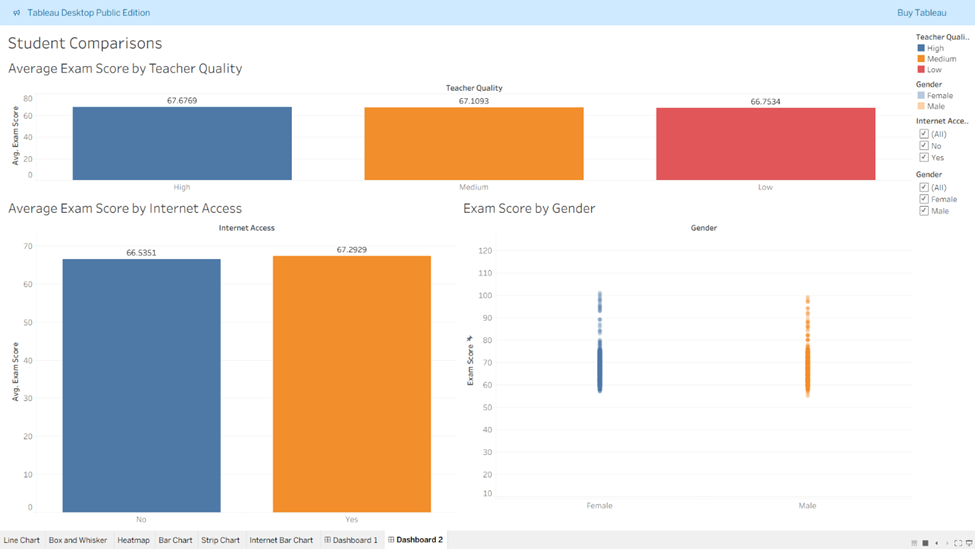 Tableau Desktop Public Edition
Buy Tableau
Student Comparisons
Average Exam Score by Teacher Quality
Teacher Quality
67.6769
67.1093
66.7534
80
60
40
20
0
Avg. Exam Score
High
Medium
Low
Average Exam Score by Internet Access
Internet Access
66.5351
67.2929
70
60
50
40
30
20
10
0
Avg. Exam Score
No
Yes
Exam Score by Gender
Gender
120
110
100
90
80
70
60
50
40
30
20
10
Exam Score
Female
Male
Teacher Quali..
High
Medium
Low
Gender
Female
Male
Internet Acce..
(All)
No
Yes
Gender
(All)
Female
Male
Line Chart
Box and Whisker
Heatmap
Bar Chart
Strip Chart
Internet Bar Chart
Dashboard 1
Dashboard 2